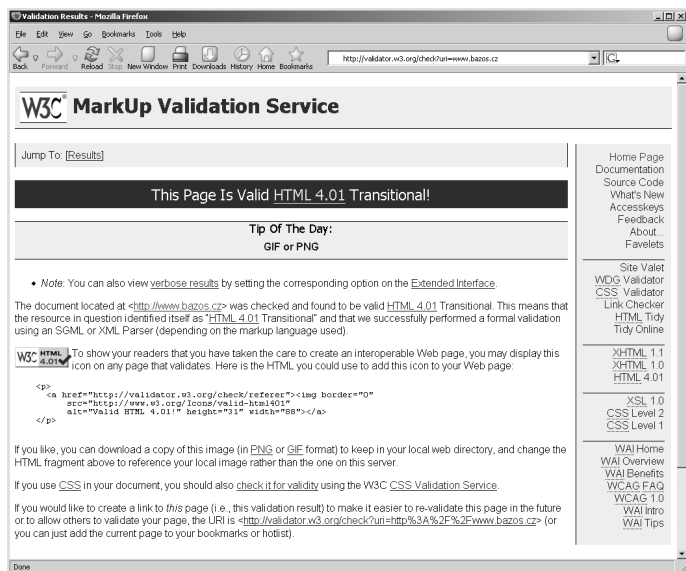 Validation Results - Mozilla Firefox
File Edit View Go Bookmarks Tools Help
Back Forward Reload Stop New Window Print Downloads History Home Bookmarks
http://validator.w3.org/check?uri=www.bazos.cz
G
W3C® MarkUp Validation Service
Jump To: [Results]
This Page Is Valid HTML 4.01 Transitional!
Tip Of The Day:
GIF or PNG
Note: You can also view verbose results by setting the corresponding option on the Extended Interface.
The document located at <http://www.bazos.cz> was checked and found to be valid HTML 4.01 Transitional. This means that
the resource in question identified itself as "HTML 4.01 Transitional" and that we successfully performed a formal validation
using an SGML or XML Parser (depending on the markup language used).
W3C HTML 4.01
To show your readers that you have taken the care to create an interoperable Web page, you may display this
icon on any page that validates. Here is the HTML you could use to add this icon to your Web page:
<p>
<a href="http://validator.w3.org/check/referer"><img border="0"
src="http://www.w3.org/Icons/valid-html401"
alt="Valid HTML 4.01!" height="31" width="88"></a>
</p>
If you like, you can download a copy of this image (in PNG or GIF format) to keep in your local web directory, and change the
HTML fragment above to reference your local image rather than the one on this server.
If you use CSS in your document, you should also check it for validity using the W3C CSS Validation Service.
If you would like to create a link to this page (i.e., this validation result) to make it easier to re-validate this page in the future
or to allow others to validate your page, the URI is <http://validator.w3.org/check?uri=http%3A%2F%2Fwww.bazos.cz> (or
you can just add the current page to your bookmarks or hotlist).
Home Page
Documentation
Source Code
What's New
Accesskeys
Feedback
About...
Favelets
Site Valet
WDG Validator
CSS Validator
Link Checker
HTML Tidy
Tidy Online
XHTML 1.1
XHTML 1.0
HTML 4.01
XSL 1.0
CSS Level 2
CSS Level 1
WAI Home
WAI Overview
WAI Benefits
WCAG FAQ
WCAG 1.0
WAI Intro
WAI Tips
Done